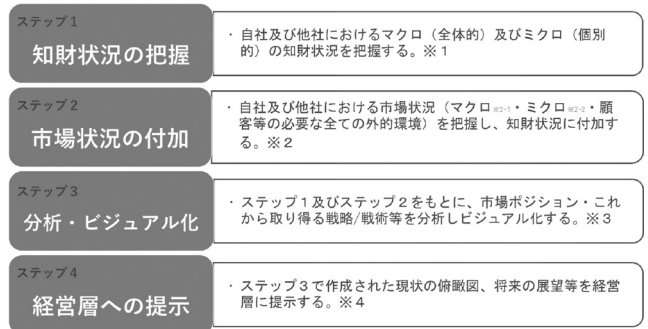 ステップ1
知財状況の把握
・自社及び他社におけるマクロ（全体的）及びミクロ（個別
的）の知財状況を把握する。※1
ステップ2
市場状況の付加
・自社及び他社における市場状況（マクロ※2-1・ミクロ※2-2・顧
客等の必要な全ての外的環境）を把握し、知財状況に付加す
る。※2
ステップ3
分析・ビジュアル化
・ステップ1及びステップ2をもとに、市場ポジション・これ
から取り得る戦略/戦術等を分析しビジュアル化する。※3
ステップ4
経営層への提示
・ステップ3で作成された現状の俯瞰図、将来の展望等を経営
層に提示する。※4